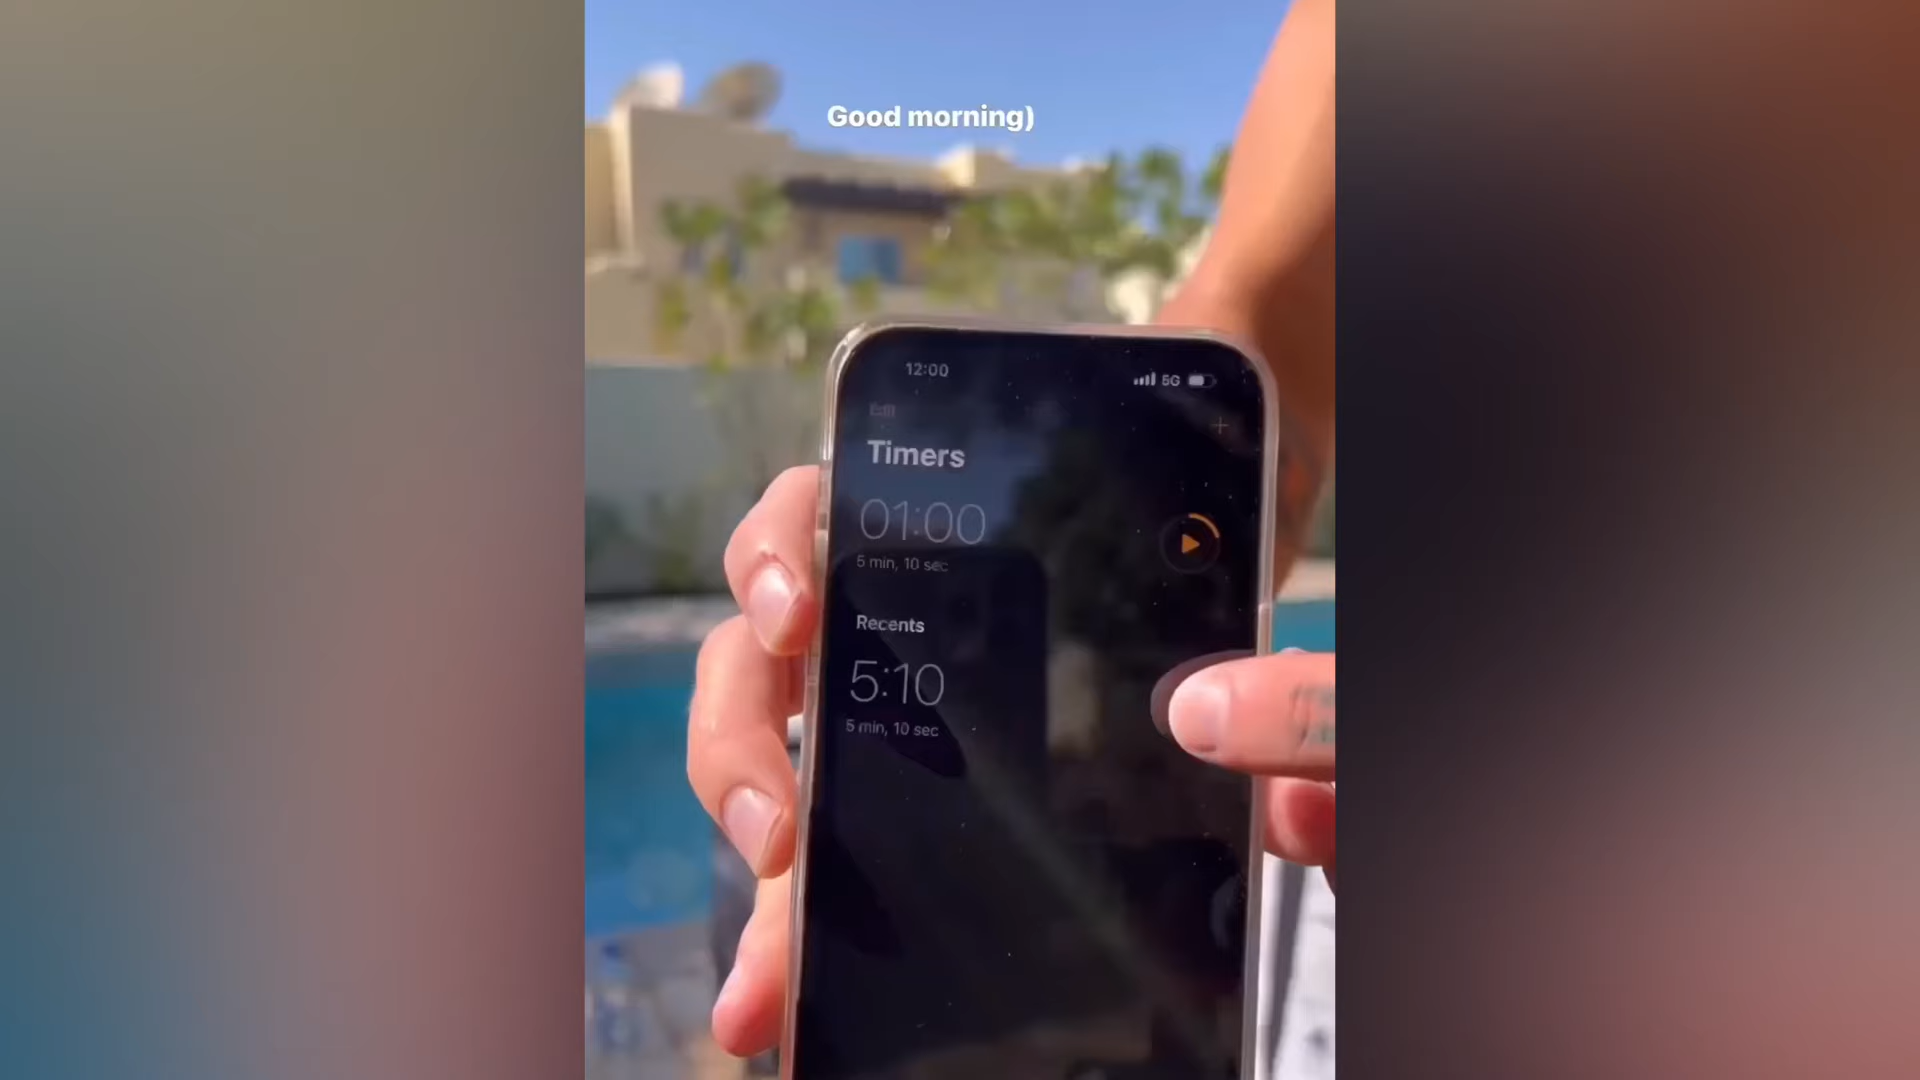 Good morning)
12:00
5G
Edit
Timers
01:00
5 min, 10 sec
Recents
5:10
5 min, 10 sec